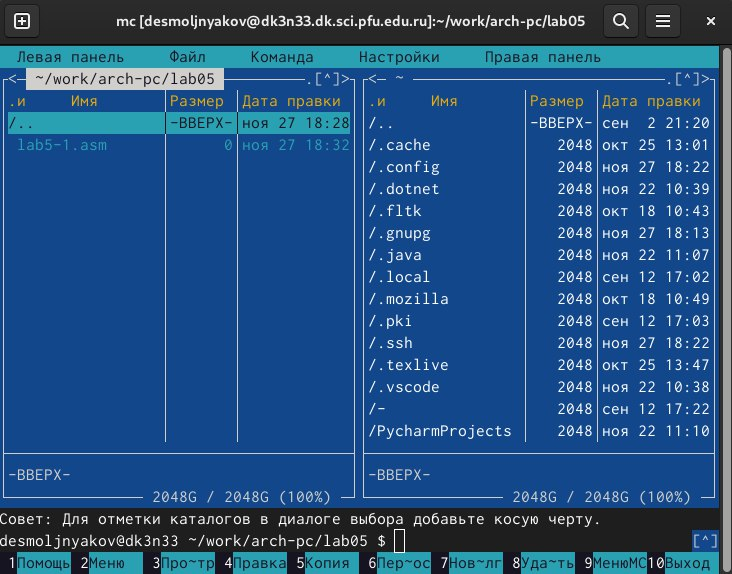 mc [desmoljnyakov@dk3n33.dk.sci.pfu.edu.ru]:~/work/arch-pc/lab05
Левая панель Файл Команда Настройки Правая панель
<— ~/work/arch-pc/lab05 .[^]>
.и Имя Размер Дата правки
/.. -ВВЕРХ- ноя 27 18:28
lab5-1.asm 0 ноя 27 18:32
-ВВЕРХ-
2048G / 2048G (100%)
<— ~ .[^]>
.и Имя Размер Дата правки
/.. -ВВЕРХ- сен 2 21:20
/.cache 2048 окт 25 13:01
/.config 2048 ноя 27 18:22
/.dotnet 2048 ноя 22 10:39
/.fltk 2048 окт 18 10:43
/.gnupg 2048 ноя 27 18:13
/.java 2048 ноя 22 11:07
/.local 2048 сен 12 17:02
/.mozilla 2048 окт 18 10:49
/.pki 2048 сен 12 17:03
/.ssh 2048 ноя 27 18:22
/.texlive 2048 окт 25 13:47
/.vscode 2048 ноя 22 10:38
/- 2048 сен 12 17:22
/PycharmProjects 2048 ноя 22 11:10
-ВВЕРХ-
2048G / 2048G (100%)
Совет: Для отметки каталогов в диалоге выбора добавьте косую черту.
desmoljnyakov@dk3n33 ~/work/arch-pc/lab05 $ [^]
1Помощь 2Меню 3Про~тр 4Правка 5Копия 6Пер~ос 7Нов~лг 8Уда~ть 9МенюMC 10Выход